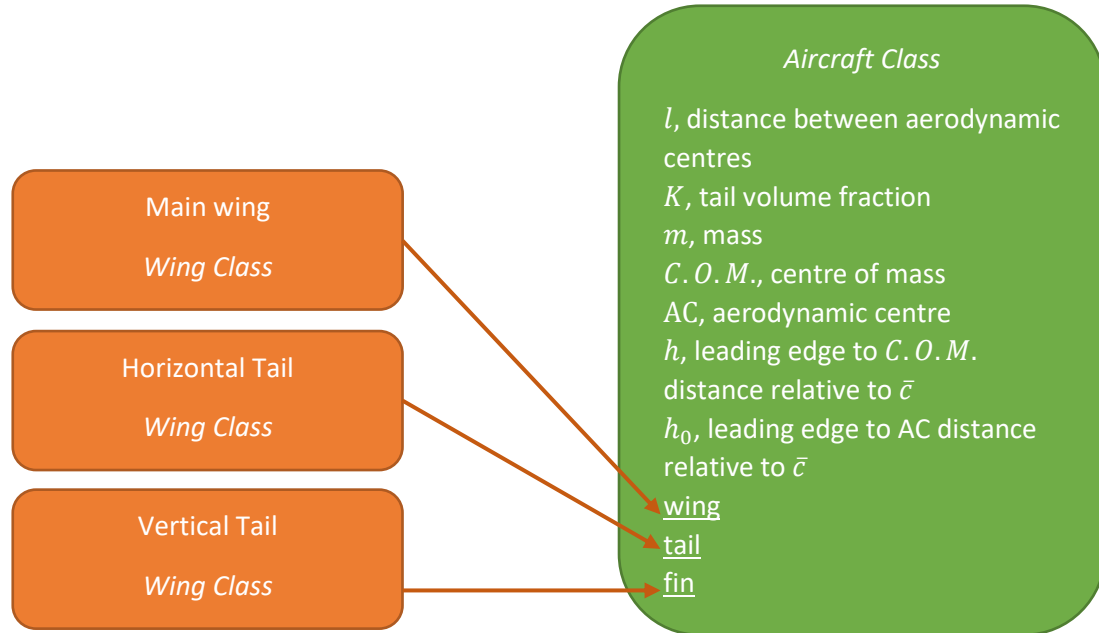 Main wing
Wing Class
Horizontal Tail
Wing Class
Vertical Tail
Wing Class
Aircraft Class
l, distance between aerodynamic
centres
K, tail volume fraction
m, mass
C.O.M., centre of mass
AC, aerodynamic centre
h, leading edge to C.O.M.
distance relative to c̄
h₀, leading edge to AC distance
relative to c̄
wing
tail
fin